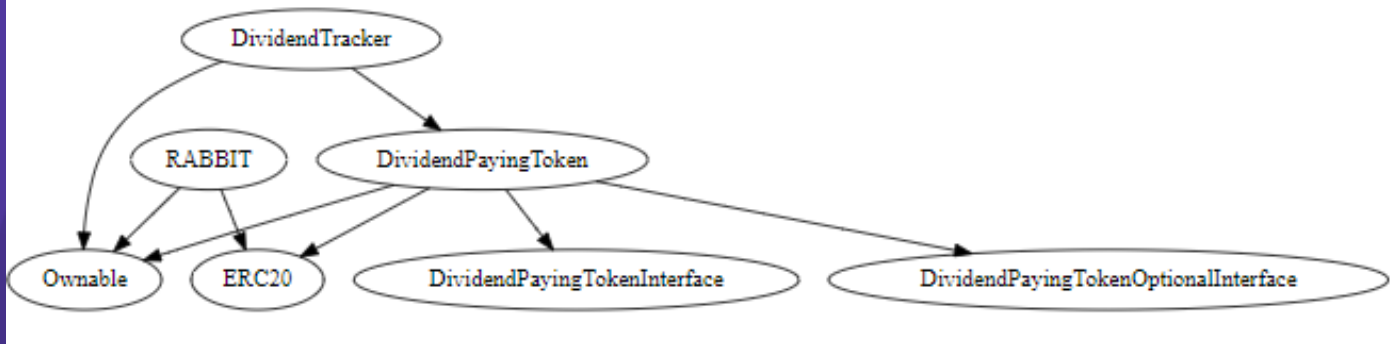 DividendTracker
RABBIT
DividendPayingToken
Ownable
ERC20
DividendPayingTokenInterface
DividendPayingTokenOptionalInterface